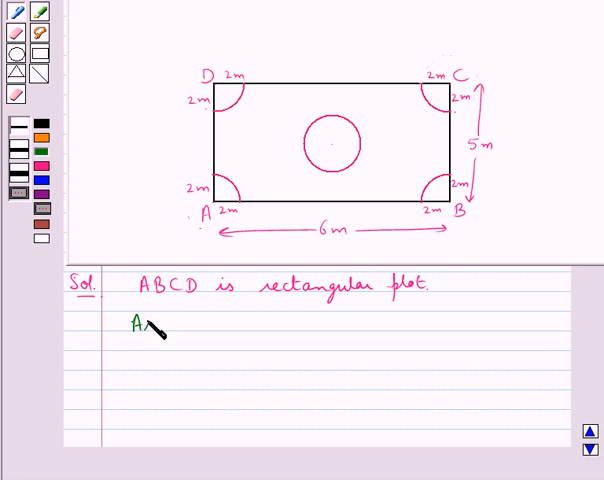 D 2m 2m C
2m 2m
5m
2m 2m
A 2m 2m B
6m
Sol. ABCD is rectangular plot.
A